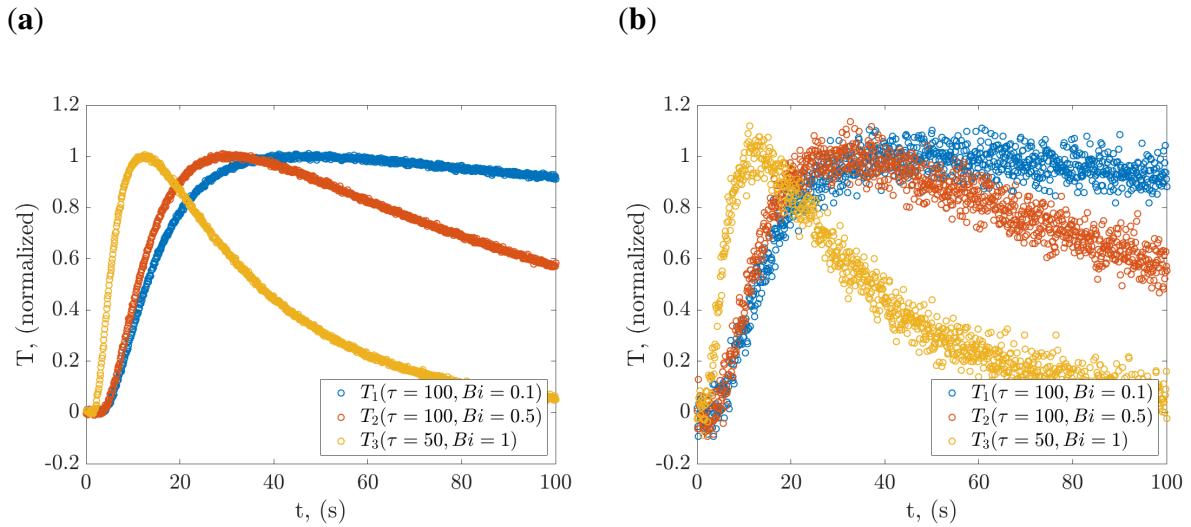 (a)
(b)
1.2
1
0.8
0.6
0.4
0.2
0
-0.2
T, (normalized)
0 20 40 60 80 100
t, (s)
T₁(τ = 100, Bi = 0.1)
T₂(τ = 100, Bi = 0.5)
T₃(τ = 50, Bi = 1)
1.2
1
0.8
0.6
0.4
0.2
0
-0.2
T, (normalized)
0 20 40 60 80 100
t, (s)
T₁(τ = 100, Bi = 0.1)
T₂(τ = 100, Bi = 0.5)
T₃(τ = 50, Bi = 1)